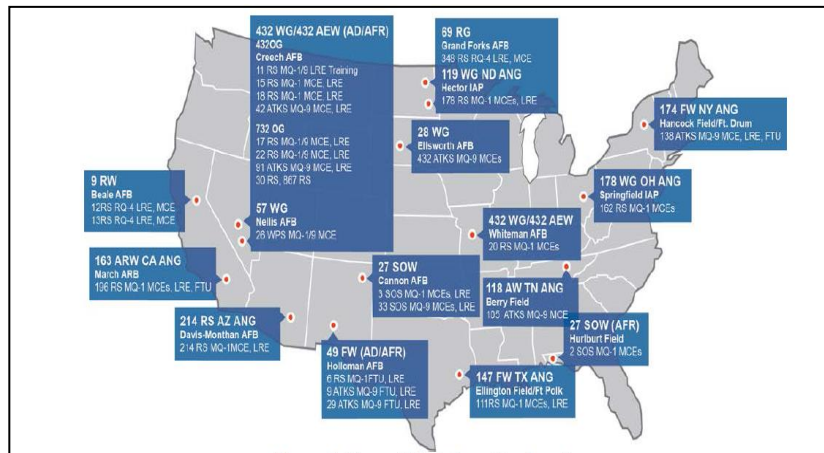 432 WG/432 AEW (AD/AFR)
432OG
Creech AFB
11 RS MQ-1/9 LRE Training
15 RS MQ-1 MCE, LRE
18 RS MQ-1 MCE, LRE
42 ATKS MQ-9 MCE, LRE
732 OG
17 RS MQ-1/9 MCE, LRE
22 RS MQ-1/9 MCE, LRE
91 ATKS MQ-9 MCE, LRE
30 RS, 867 RS
69 RG
Grand Forks AFB
348 RS RQ-4 LRE, MCE
119 WG ND ANG
Hector IAP
178 RS MQ-1 MCEs, LRE
174 FW NY ANG
Hancock Field/Ft. Drum
138 ATKS MQ-9 MCE, LRE, FTU
28 WG
Ellsworth AFB
432 ATKS MQ-9 MCEs
178 WG OH ANG
Springfield IAP
162 RS MQ-1 MCEs
9 RW
Beale AFB
12RS RQ-4 LRE, MCE
13RS RQ-4 LRE, MCE
57 WG
Nellis AFB
26 WPS MQ-1/9 MCE
432 WG/432 AEW
Whiteman AFB
20 RS MQ-1 MCEs
163 ARW CA ANG
March ARB
196 RS MQ-1 MCEs, LRE, FTU
27 SOW
Cannon AFB
3 SOS MQ-1 MCEs, LRE
33 SOS MQ-9 MCEs, LRE
118 AW TN ANG
Berry Field
105 ATKS MQ-9 MCE
214 RS AZ ANG
Davis-Monthan AFB
214 RS MQ-1MCE, LRE
27 SOW (AFR)
Hurlburt Field
2 SOS MQ-1 MCEs
49 FW (AD/AFR)
Holloman AFB
6 RS MQ-1FTU, LRE
9 ATKS MQ-9 FTU, LRE
29 ATKS MQ-9 FTU, LRE
147 FW TX ANG
Ellington Field/Ft Polk
111RS MQ-1 MCEs, LRE